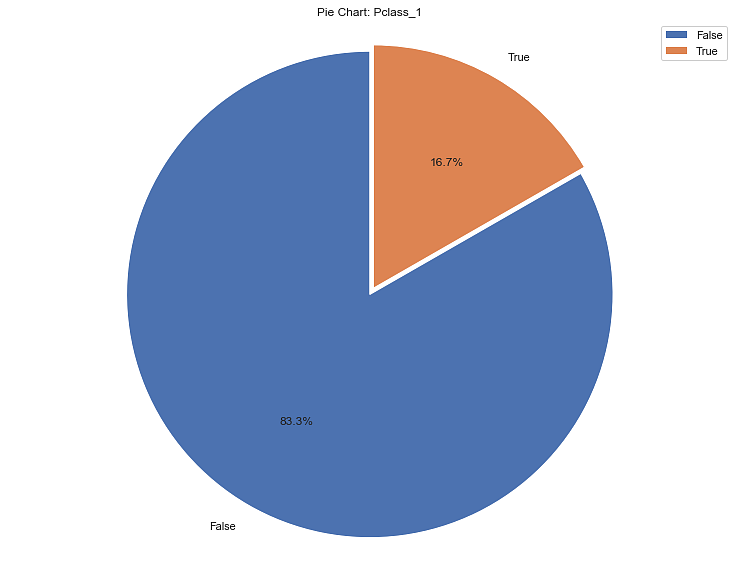 Pie Chart: Pclass_1
False
True
True
16.7%
83.3%
False